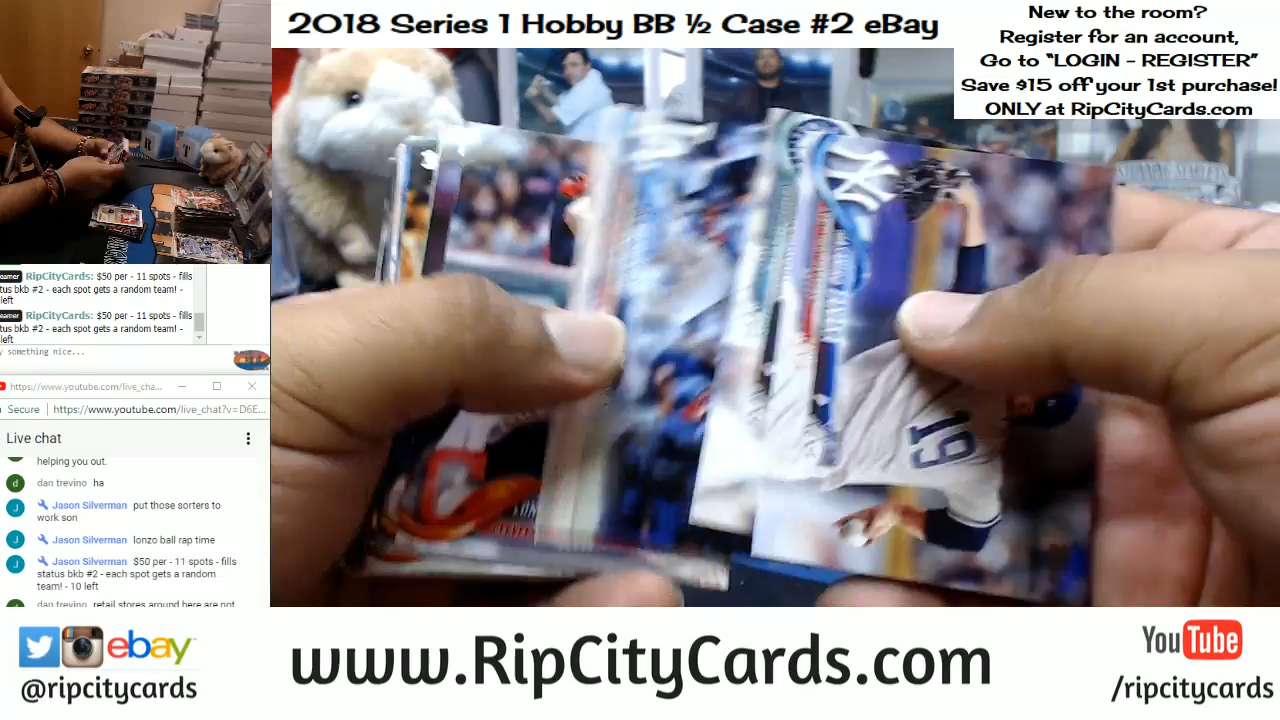 2018 Series 1 Hobby BB ½ Case #2 eBay
New to the room?
Register for an account,
Go to “LOGIN - REGISTER”
Save $15 off your 1st purchase!
ONLY at RipCityCards.com
RipCityCards: $50 per - 11 spots - fills
tus bkb #2 - each spot gets a random team! -
left
RipCityCards: $50 per - 11 spots - fills
tus bkb #2 - each spot gets a random team! -
left
y something nice...
https://www.youtube.com/live_cha...
Secure https://www.youtube.com/live_chat?v=D6E...
Live chat
helping you out.
d dan trevino ha
J Jason Silverman put those sorters to
work son
J Jason Silverman lonzo ball rap time
J Jason Silverman $50 per - 11 spots - fills
status bkb #2 - each spot gets a random
team! - 10 left
dan trevino retail stores around here are not
NY
19
R T
ebay
@ripcitycards
www.RipCityCards.com
YouTube
/ripcitycards